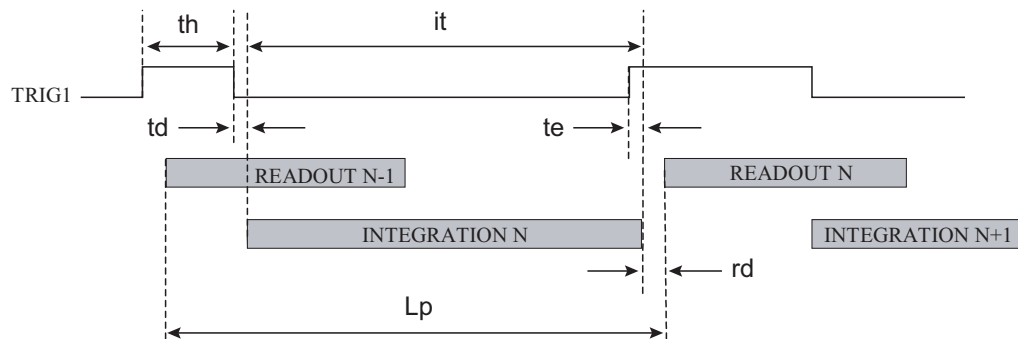 th
it
TRIG1
td
te
READOUT N-1
READOUT N
INTEGRATION N
INTEGRATION N+1
rd
Lp